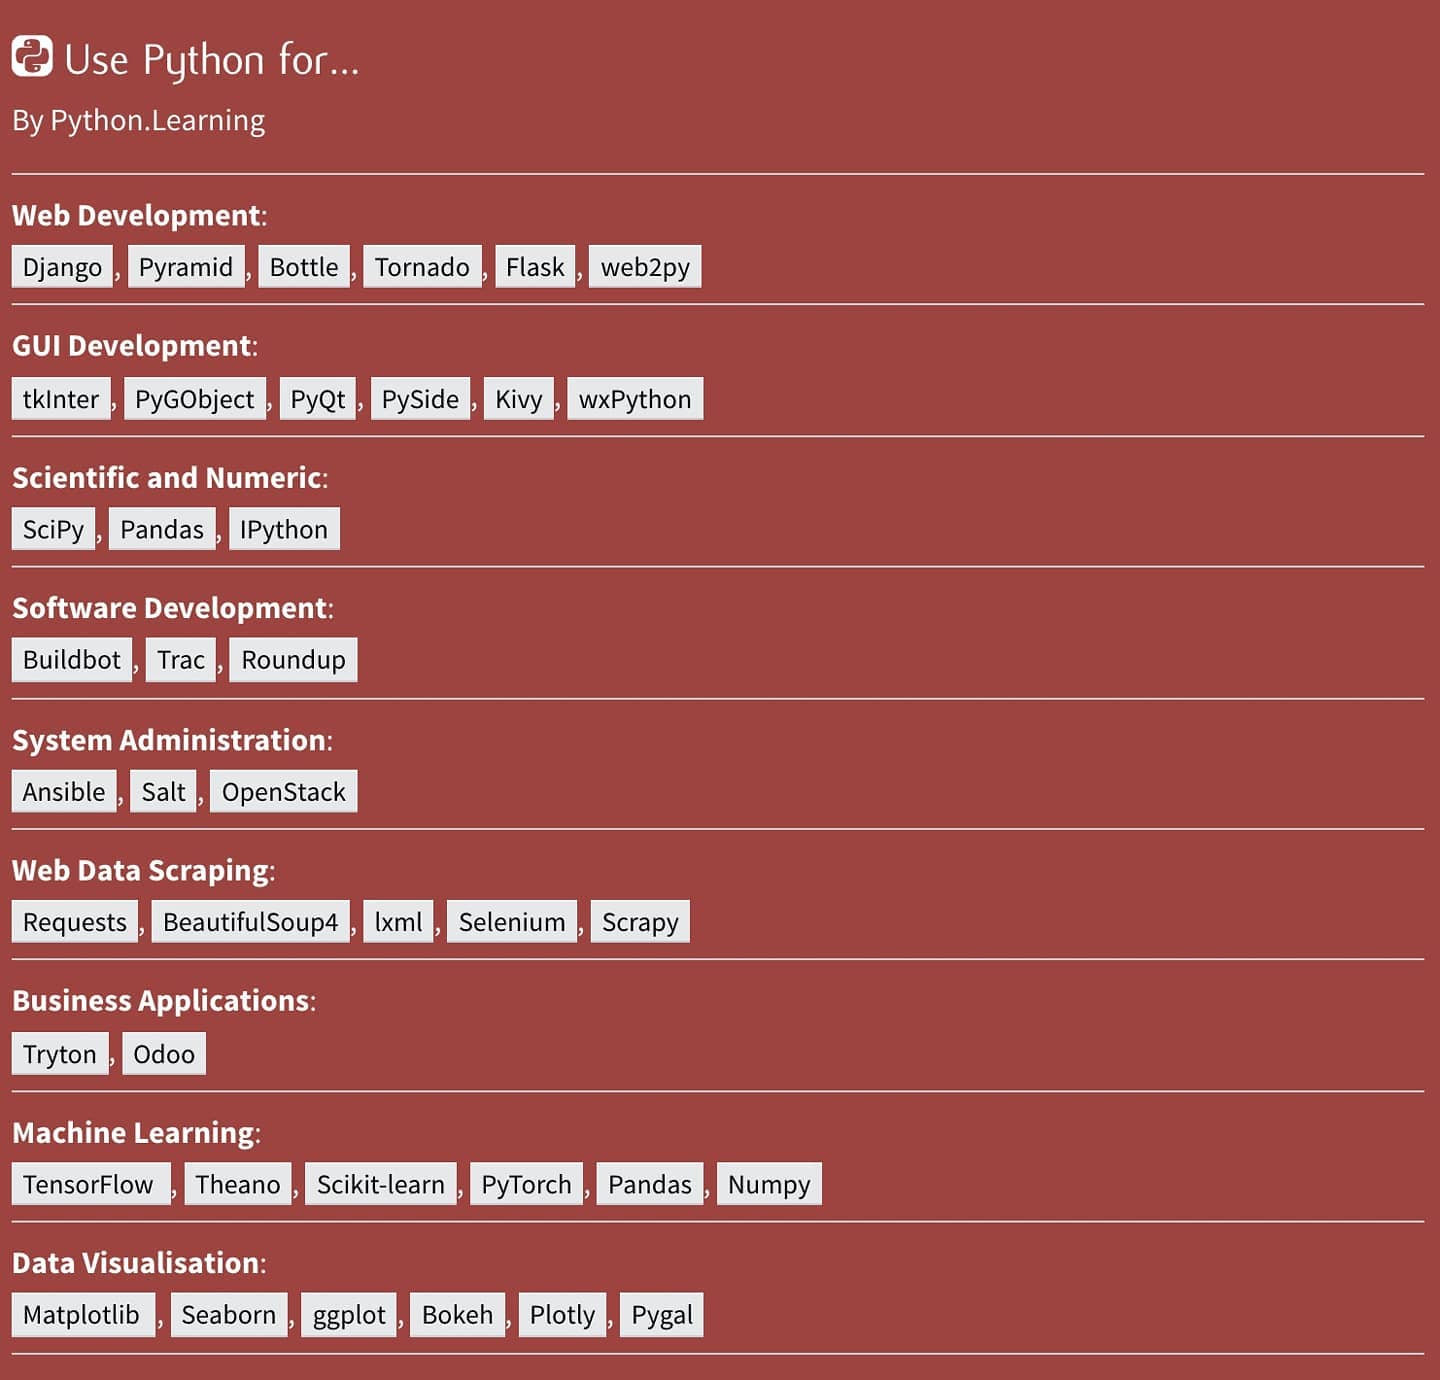 Use Python for...
By Python.Learning
Web Development:
Django, Pyramid, Bottle, Tornado, Flask, web2py
GUI Development:
tkInter, PyGObject, PyQt, PySide, Kivy, wxPython
Scientific and Numeric:
SciPy, Pandas, IPython
Software Development:
Buildbot, Trac, Roundup
System Administration:
Ansible, Salt, OpenStack
Web Data Scraping:
Requests, BeautifulSoup4, lxml, Selenium, Scrapy
Business Applications:
Tryton, Odoo
Machine Learning:
TensorFlow, Theano, Scikit-learn, PyTorch, Pandas, Numpy
Data Visualisation:
Matplotlib, Seaborn, ggplot, Bokeh, Plotly, Pygal